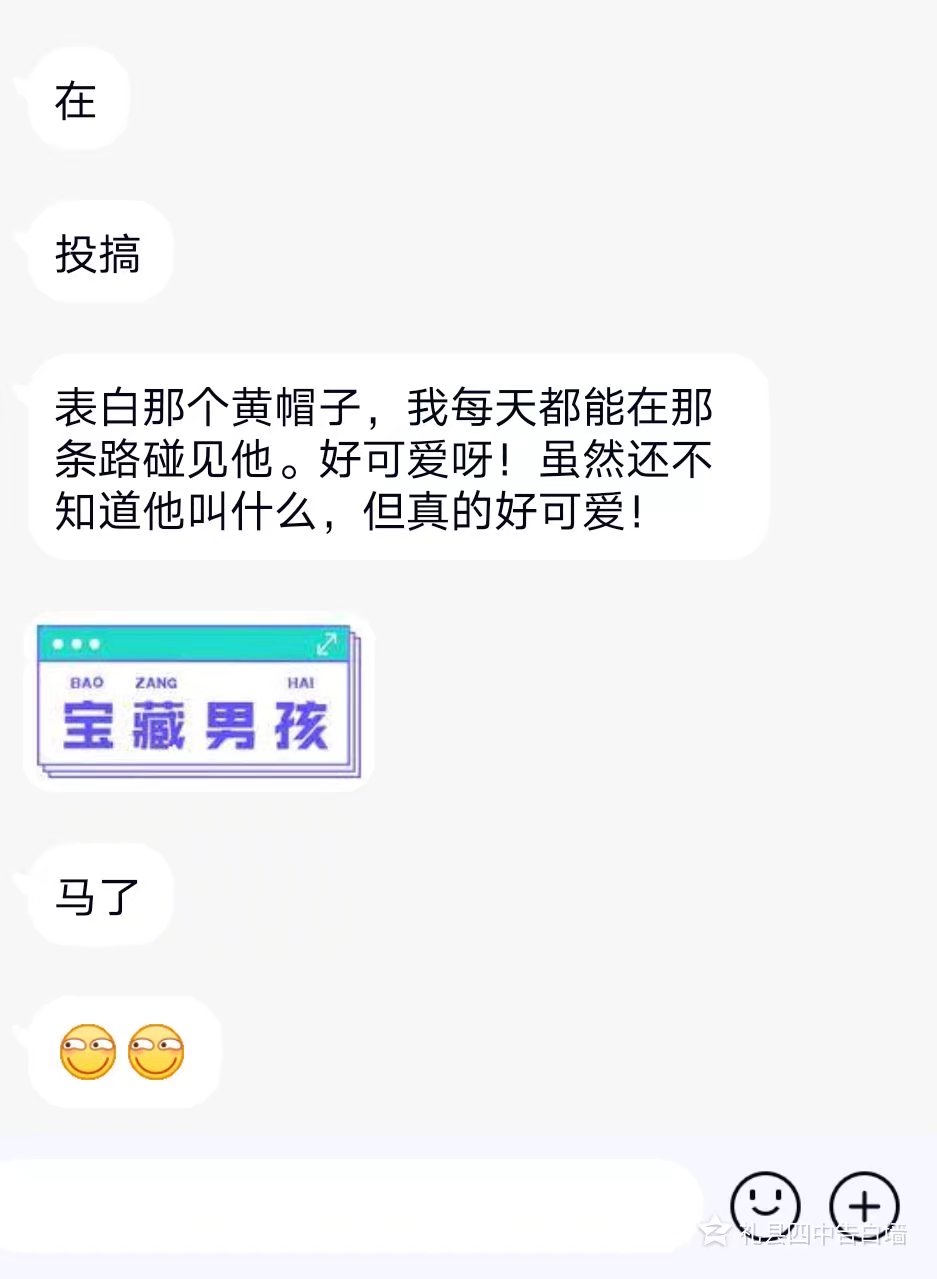 在
投搞
表白那个黄帽子，我每天都能在那
条路碰见他。好可爱呀！虽然还不
知道他叫什么，但真的好可爱！
BAO ZANG HAI
宝藏男孩
马了
礼县四中告白墙